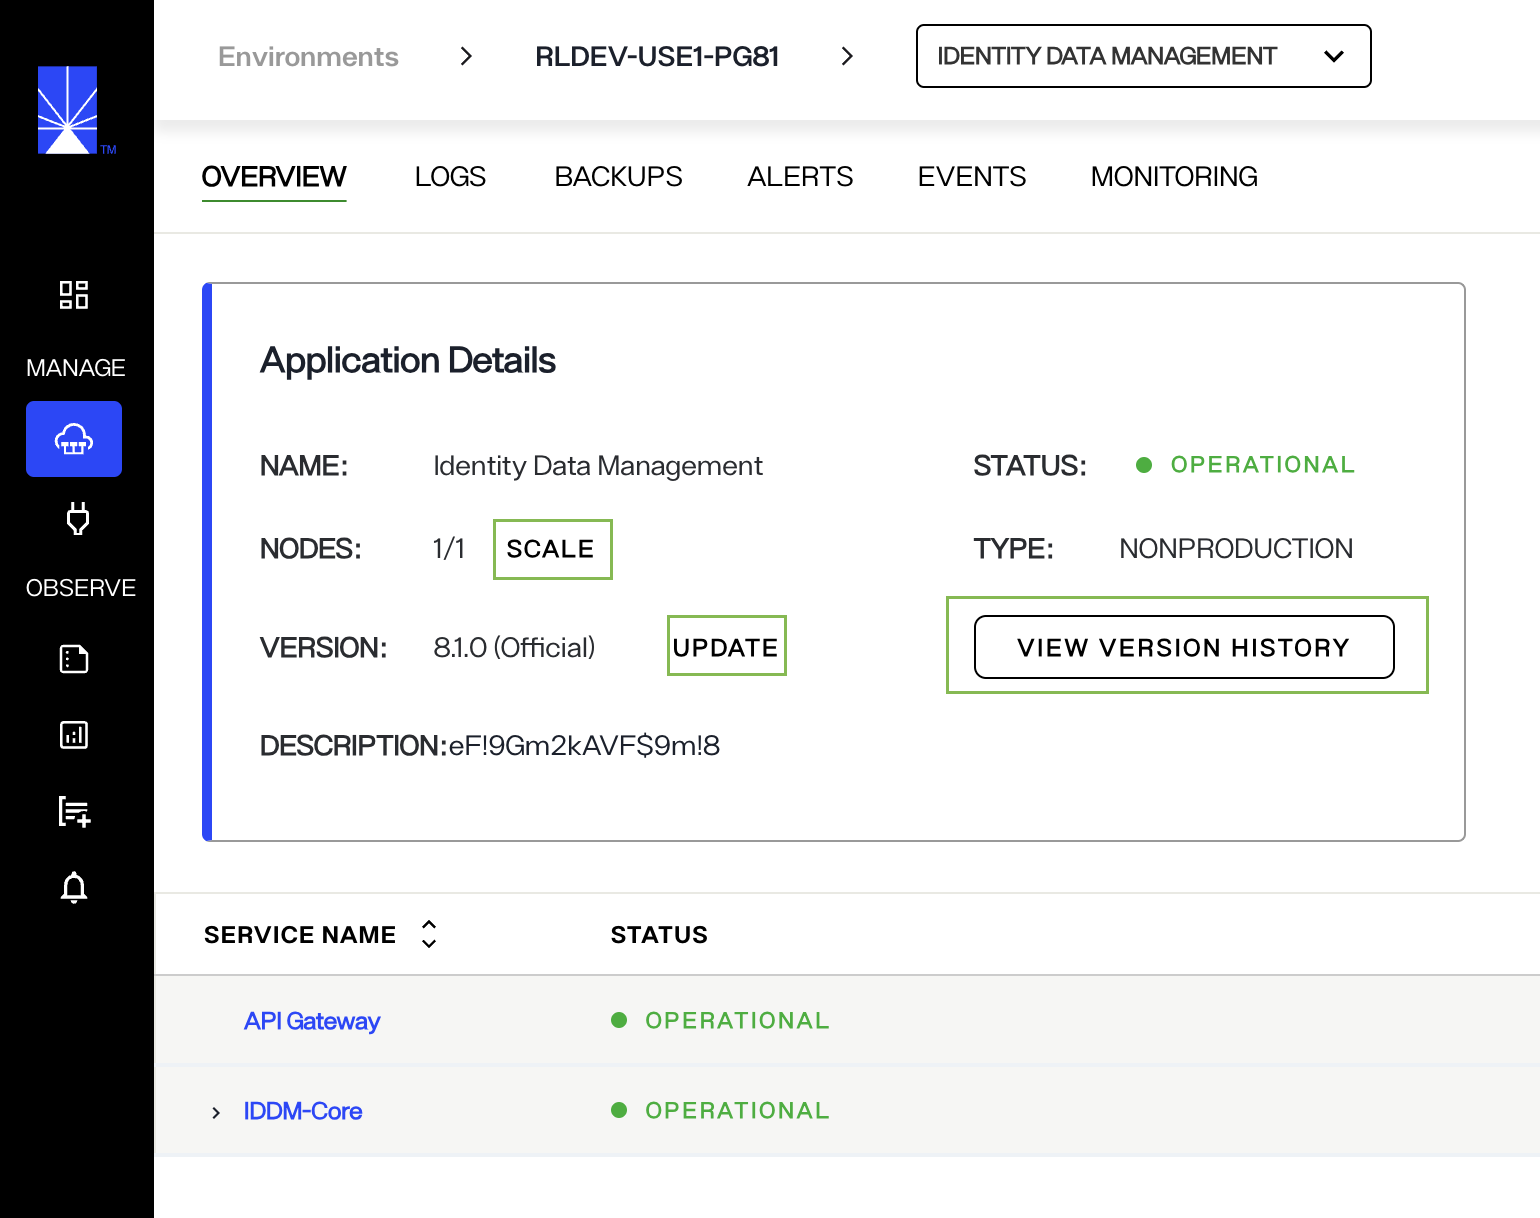 Environments > RLDEV-USE1-PG81 > IDENTITY DATA MANAGEMENT
TM
OVERVIEW LOGS BACKUPS ALERTS EVENTS MONITORING
MANAGE
OBSERVE
Application Details
NAME: Identity Data Management STATUS: OPERATIONAL
NODES: 1/1 SCALE TYPE: NONPRODUCTION
VERSION: 8.1.0 (Official) UPDATE VIEW VERSION HISTORY
DESCRIPTION:eF!9Gm2kAVF$9m!8
SERVICE NAME STATUS
API Gateway OPERATIONAL
IDDM-Core OPERATIONAL